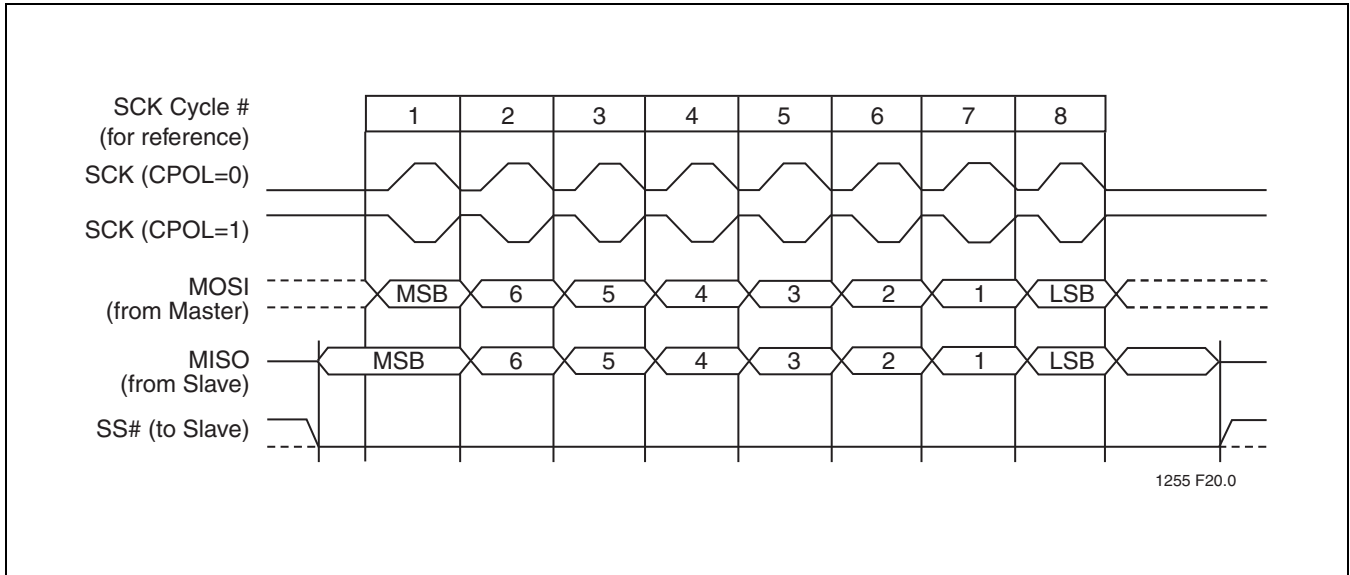 SCK Cycle #
(for reference)
1 2 3 4 5 6 7 8
SCK (CPOL=0)
SCK (CPOL=1)
MOSI
(from Master)
MSB 6 5 4 3 2 1 LSB
MISO
(from Slave)
MSB 6 5 4 3 2 1 LSB
SS# (to Slave)
1255 F20.0